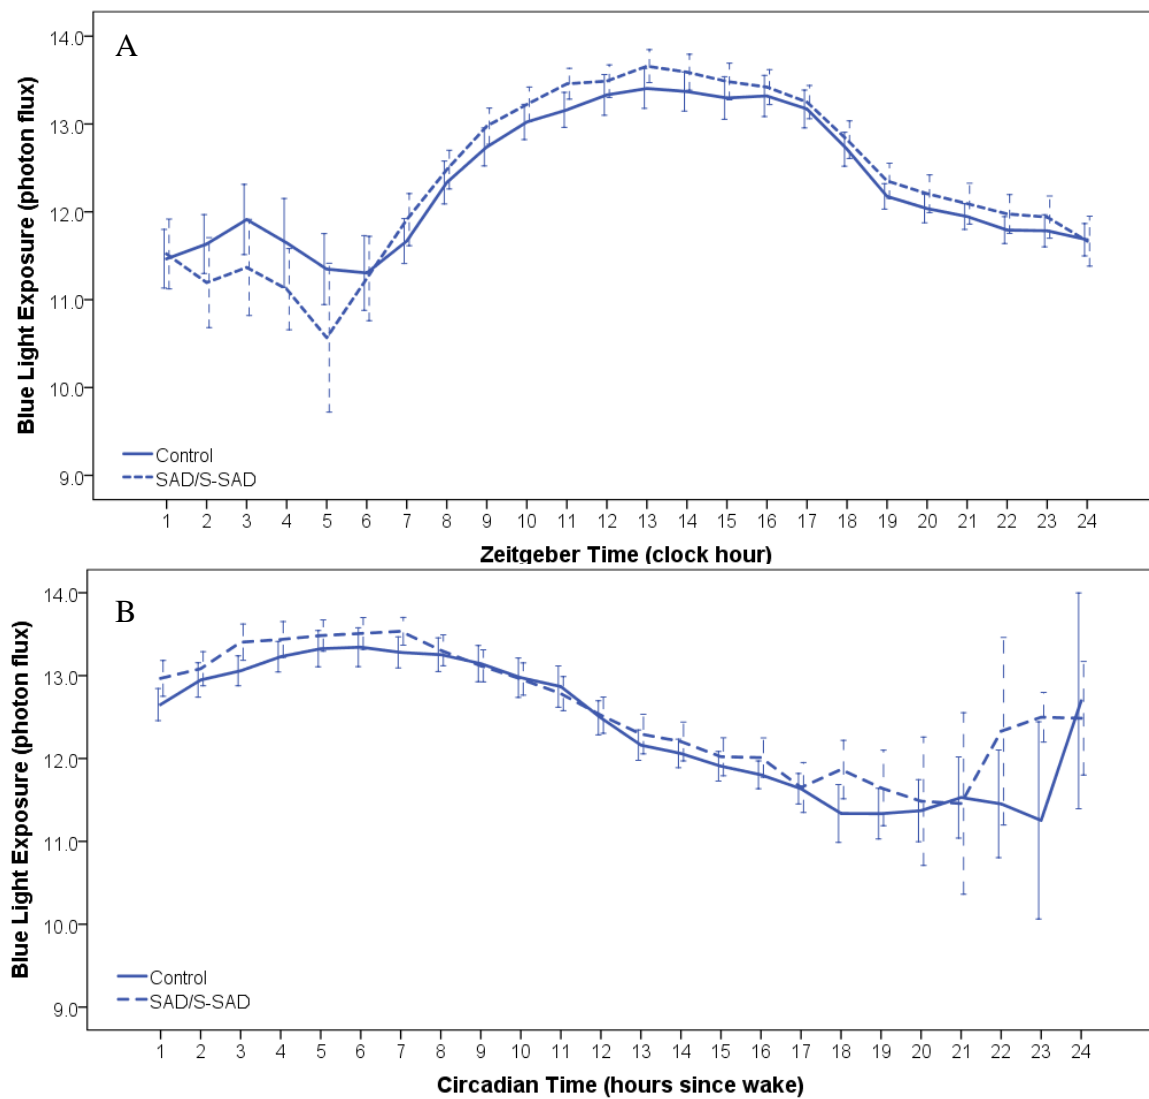 A
Blue Light Exposure (photon flux)
14.0
13.0
12.0
11.0
10.0
9.0
Control
SAD/S-SAD
1 2 3 4 5 6 7 8 9 10 11 12 13 14 15 16 17 18 19 20 21 22 23 24
Zeitgeber Time (clock hour)
B
Blue Light Exposure (photon flux)
14.0
13.0
12.0
11.0
10.0
9.0
Control
SAD/S-SAD
1 2 3 4 5 6 7 8 9 10 11 12 13 14 15 16 17 18 19 20 21 22 23 24
Circadian Time (hours since wake)